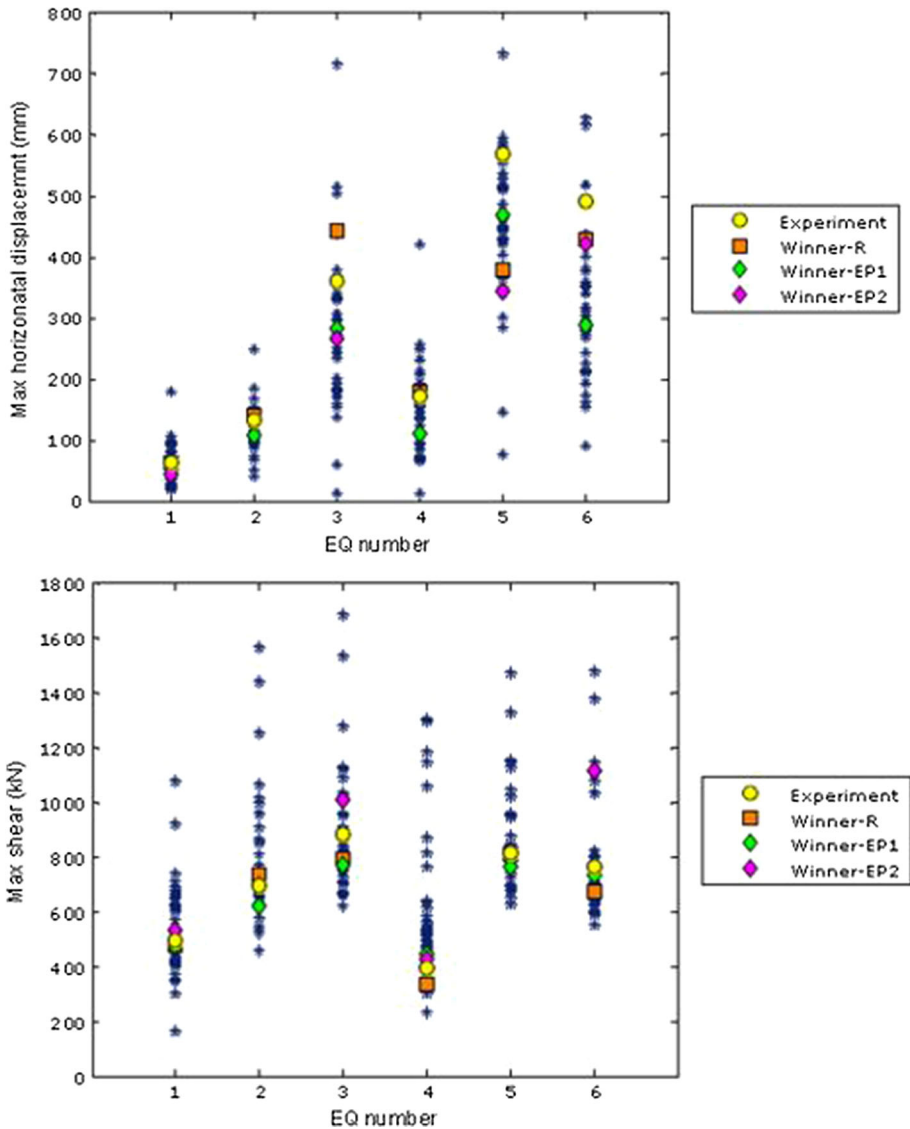 800
700
600
500
400
300
200
100
0
Max horizonatal displacemnt (mm)
1 2 3 4 5 6
EQ number
Experiment
Winner-R
Winner-EP1
Winner-EP2
1800
1600
1400
1200
1000
800
600
400
200
0
Max shear (kN)
1 2 3 4 5 6
EQ number
Experiment
Winner-R
Winner-EP1
Winner-EP2